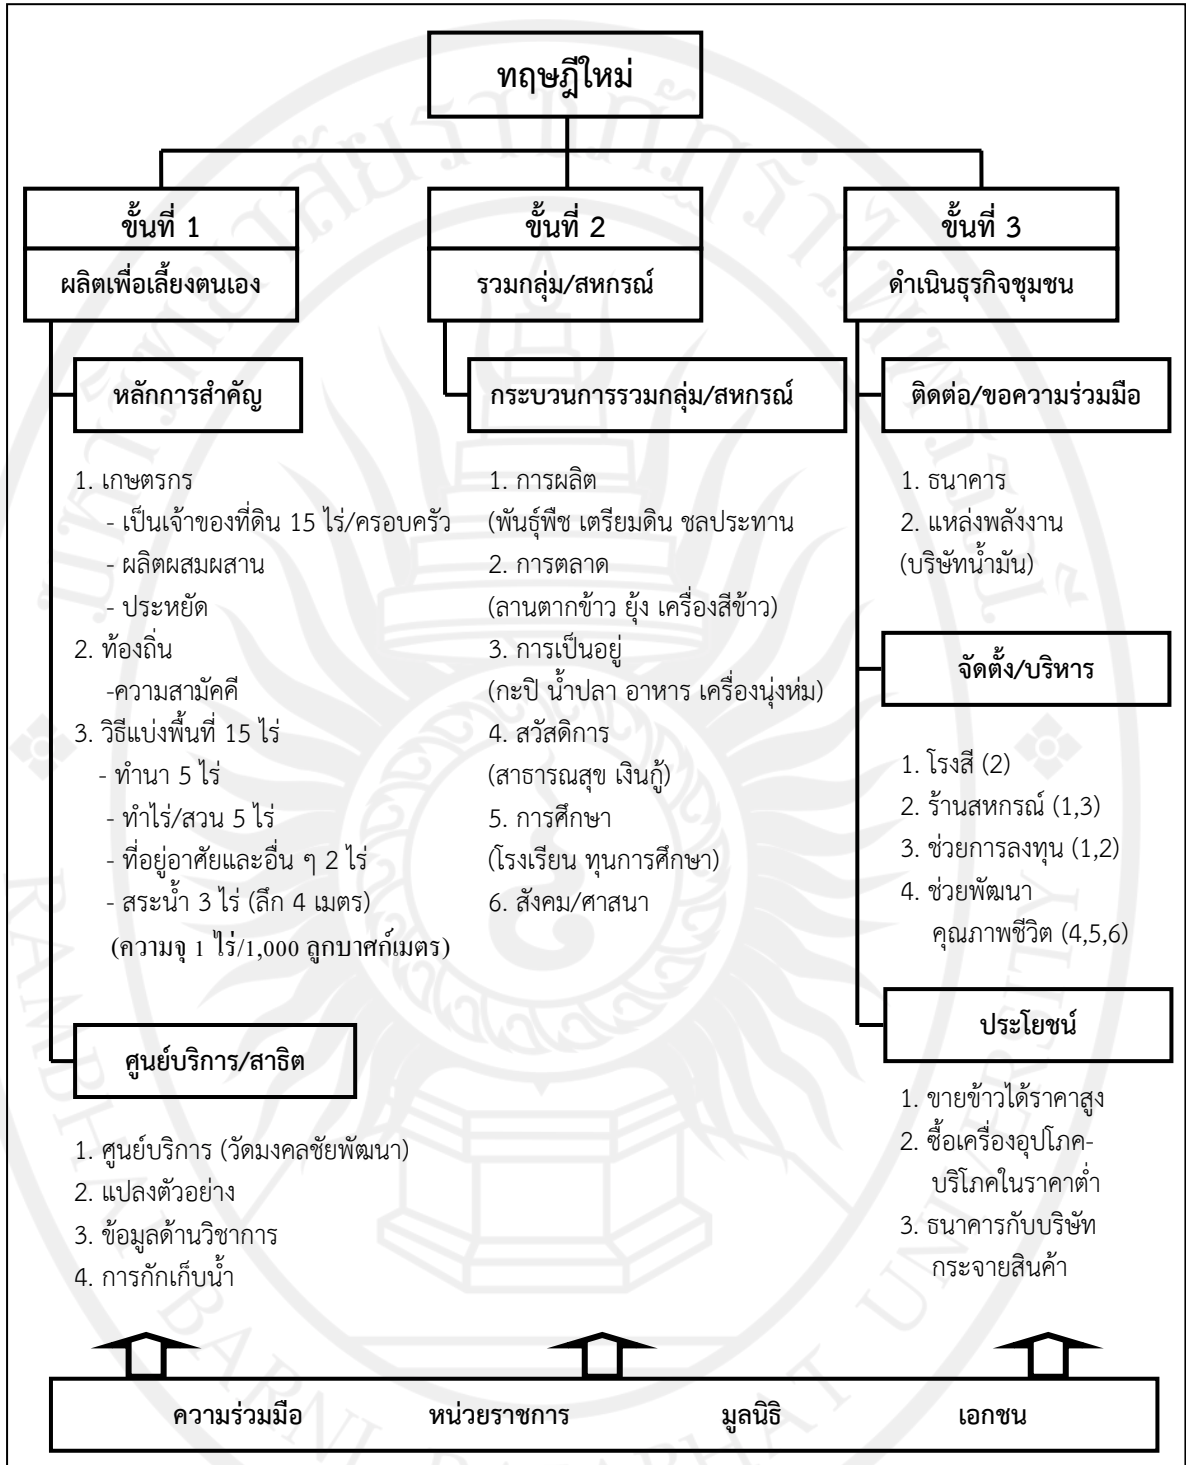 ทฤษฎีใหม่
ขั้นที่ 1
ผลิตเพื่อเลี้ยงตนเอง
หลักการสำคัญ
1. เกษตรกร
- เป็นเจ้าของที่ดิน 15 ไร่/ครอบครัว
- ผลิตผสมผสาน
- ประหยัด
2. ท้องถิ่น
-ความสามัคคี
3. วิธีแบ่งพื้นที่ 15 ไร่
- ทำนา 5 ไร่
- ทำไร่/สวน 5 ไร่
- ที่อยู่อาศัยและอื่น ๆ 2 ไร่
- สระน้ำ 3 ไร่ (ลึก 4 เมตร)
(ความจุ 1 ไร่/1,000 ลูกบาศก์เมตร)
ศูนย์บริการ/สาธิต
1. ศูนย์บริการ (วัดมงคลชัยพัฒนา)
2. แปลงตัวอย่าง
3. ข้อมูลด้านวิชาการ
4. การกักเก็บน้ำ
ขั้นที่ 2
รวมกลุ่ม/สหกรณ์
กระบวนการรวมกลุ่ม/สหกรณ์
1. การผลิต
(พันธุ์พืช เตรียมดิน ชลประทาน
2. การตลาด
(ลานตากข้าว ยุ้ง เครื่องสีข้าว)
3. การเป็นอยู่
(กะปิ น้ำปลา อาหาร เครื่องนุ่งห่ม)
4. สวัสดิการ
(สาธารณสุข เงินกู้)
5. การศึกษา
(โรงเรียน ทุนการศึกษา)
6. สังคม/ศาสนา
ขั้นที่ 3
ดำเนินธุรกิจชุมชน
ติดต่อ/ขอความร่วมมือ
1. ธนาคาร
2. แหล่งพลังงาน
(บริษัทน้ำมัน)
จัดตั้ง/บริหาร
1. โรงสี (2)
2. ร้านสหกรณ์ (1,3)
3. ช่วยการลงทุน (1,2)
4. ช่วยพัฒนา
คุณภาพชีวิต (4,5,6)
ประโยชน์
1. ขายข้าวได้ราคาสูง
2. ซื้อเครื่องอุปโภค-
บริโภคในราคาต่ำ
3. ธนาคารกับบริษัท
กระจายสินค้า
ความร่วมมือ หน่วยราชการ มูลนิธิ เอกชน
มหาวิทยาลัยราชภัฏรำไพพรรณี
RAMBHAI BARNI RAJABHAT UNIVERSITY